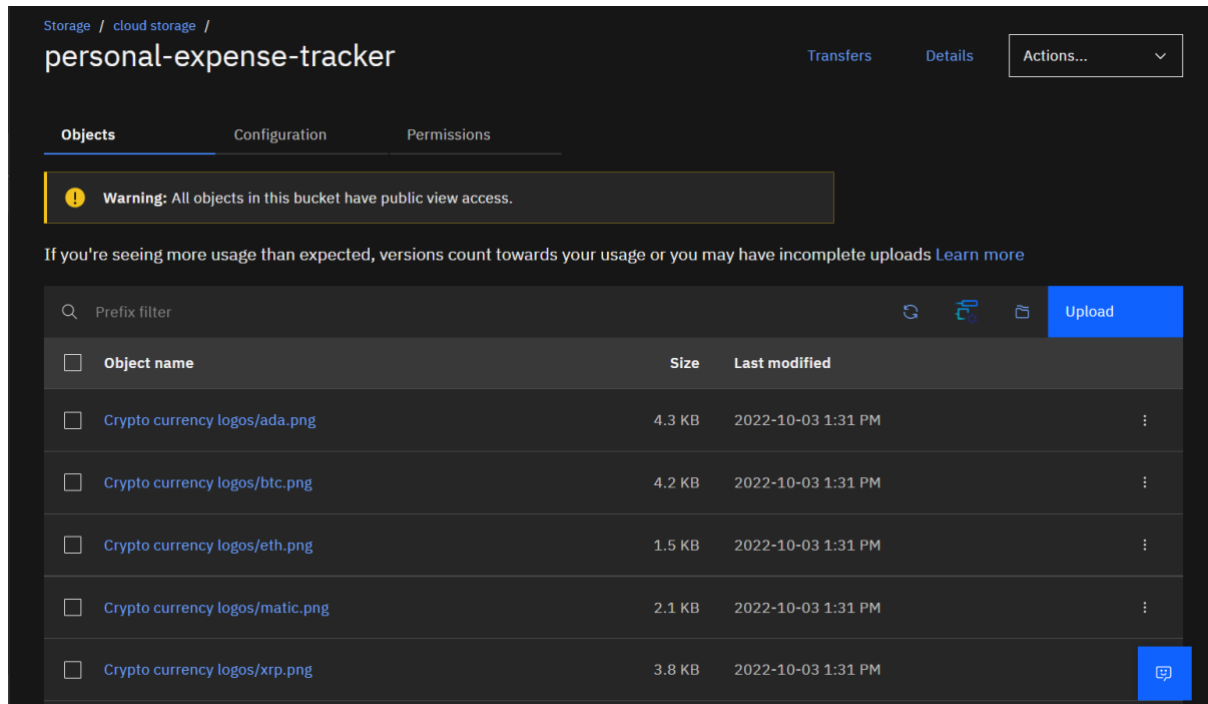 Storage / cloud storage /
personal-expense-tracker
Transfers Details Actions...
Objects Configuration Permissions
Warning: All objects in this bucket have public view access.
If you're seeing more usage than expected, versions count towards your usage or you may have incomplete uploads Learn more
Prefix filter Upload
Object name Size Last modified
Crypto currency logos/ada.png 4.3 KB 2022-10-03 1:31 PM
Crypto currency logos/btc.png 4.2 KB 2022-10-03 1:31 PM
Crypto currency logos/eth.png 1.5 KB 2022-10-03 1:31 PM
Crypto currency logos/matic.png 2.1 KB 2022-10-03 1:31 PM
Crypto currency logos/xrp.png 3.8 KB 2022-10-03 1:31 PM